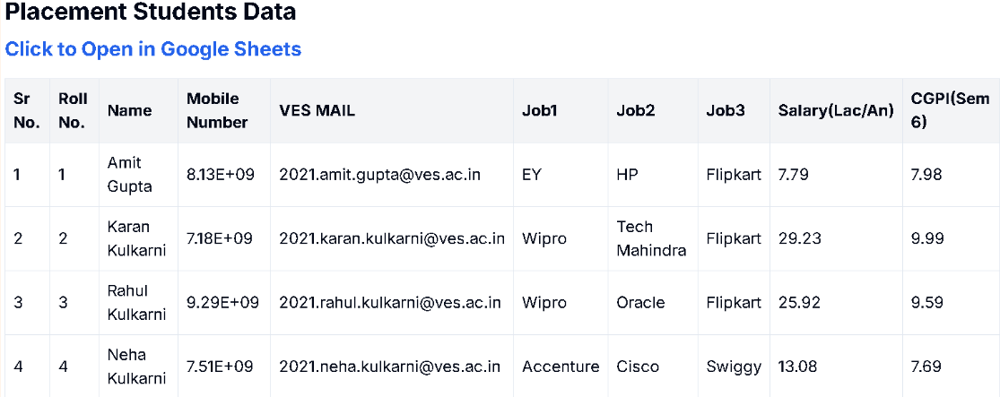 Placement Students Data
Click to Open in Google Sheets
Sr No. Roll No. Name Mobile Number VES MAIL Job1 Job2 Job3 Salary(Lac/An) CGPI(Sem 6)
1 1 Amit Gupta 8.13E+09 2021.amit.gupta@ves.ac.in EY HP Flipkart 7.79 7.98
2 2 Karan Kulkarni 7.18E+09 2021.karan.kulkarni@ves.ac.in Wipro Tech Mahindra Flipkart 29.23 9.99
3 3 Rahul Kulkarni 9.29E+09 2021.rahul.kulkarni@ves.ac.in Wipro Oracle Flipkart 25.92 9.59
4 4 Neha Kulkarni 7.51E+09 2021.neha.kulkarni@ves.ac.in Accenture Cisco Swiggy 13.08 7.69